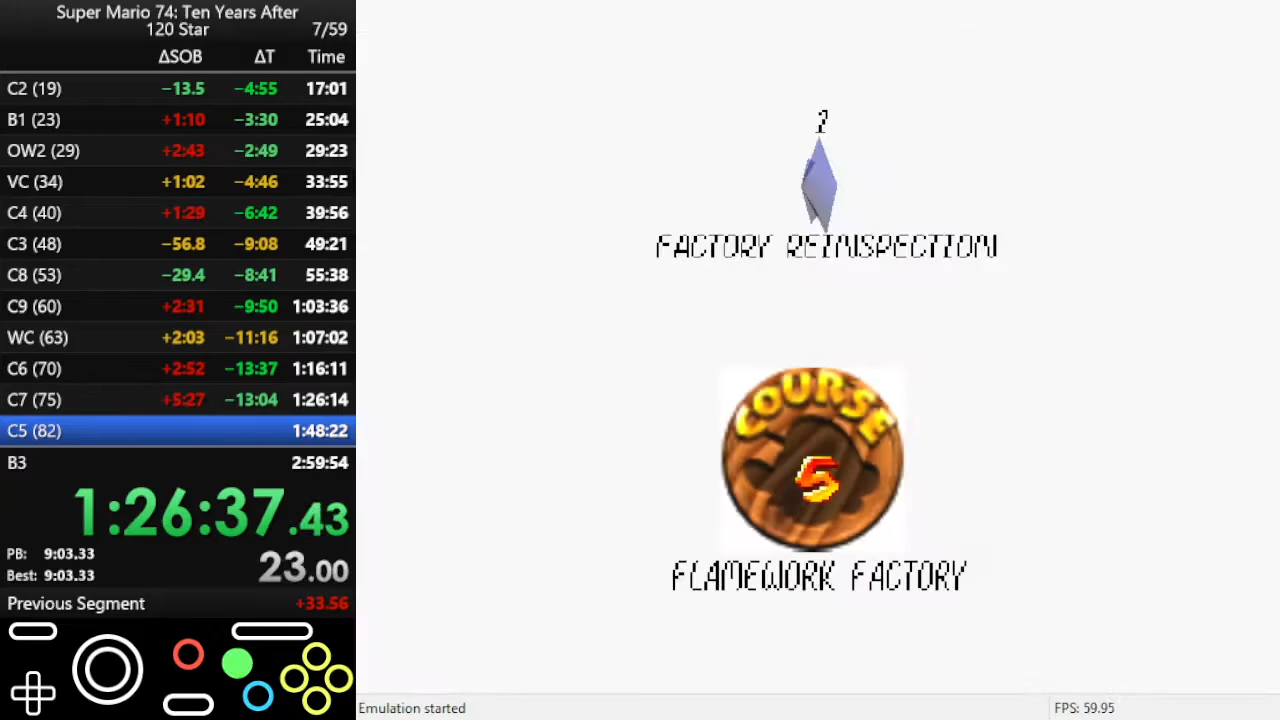 Super Mario 74: Ten Years After
120 Star 7/59
ΔSOB ΔT Time
C2 (19) −13.5 −4:55 17:01
B1 (23) +1:10 −3:30 25:04
OW2 (29) +2:43 −2:49 29:23
VC (34) +1:02 −4:46 33:55
C4 (40) +1:29 −6:42 39:56
C3 (48) −56.8 −9:08 49:21
C8 (53) −29.4 −8:41 55:38
C9 (60) +2:31 −9:50 1:03:36
WC (63) +2:03 −11:16 1:07:02
C6 (70) +2:52 −13:37 1:16:11
C7 (75) +5:27 −13:04 1:26:14
C5 (82) 1:48:22
B3 2:59:54
1:26:37.43
PB: 9:03.33
Best: 9:03.33
23.00
Previous Segment +33.56
2
FACTORY REINSPECTION
COURSE
5
FLAMEWORK FACTORY
Emulation started
FPS: 59.95